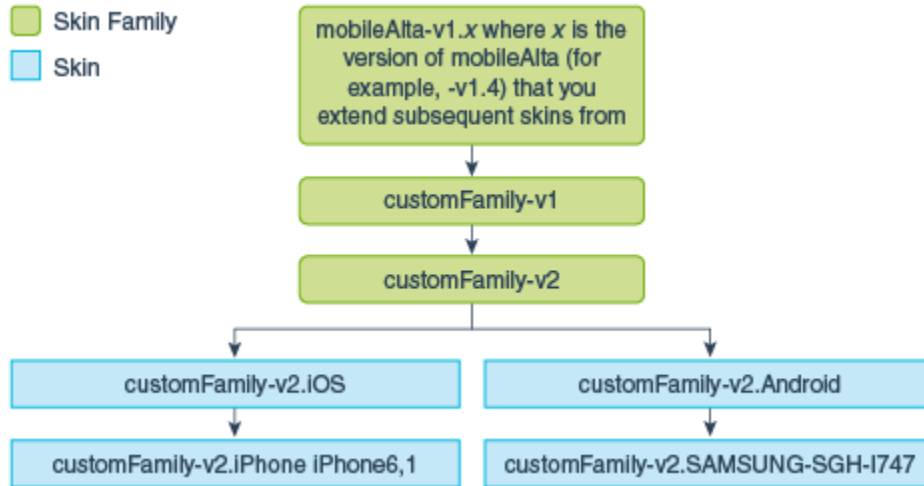 Skin Family
Skin
mobileAlta-v1.x where x is the
version of mobileAlta (for
example, -v1.4) that you
extend subsequent skins from
customFamily-v1
customFamily-v2
customFamily-v2.iOS
customFamily-v2.Android
customFamily-v2.iPhone iPhone6,1
customFamily-v2.SAMSUNG-SGH-I747